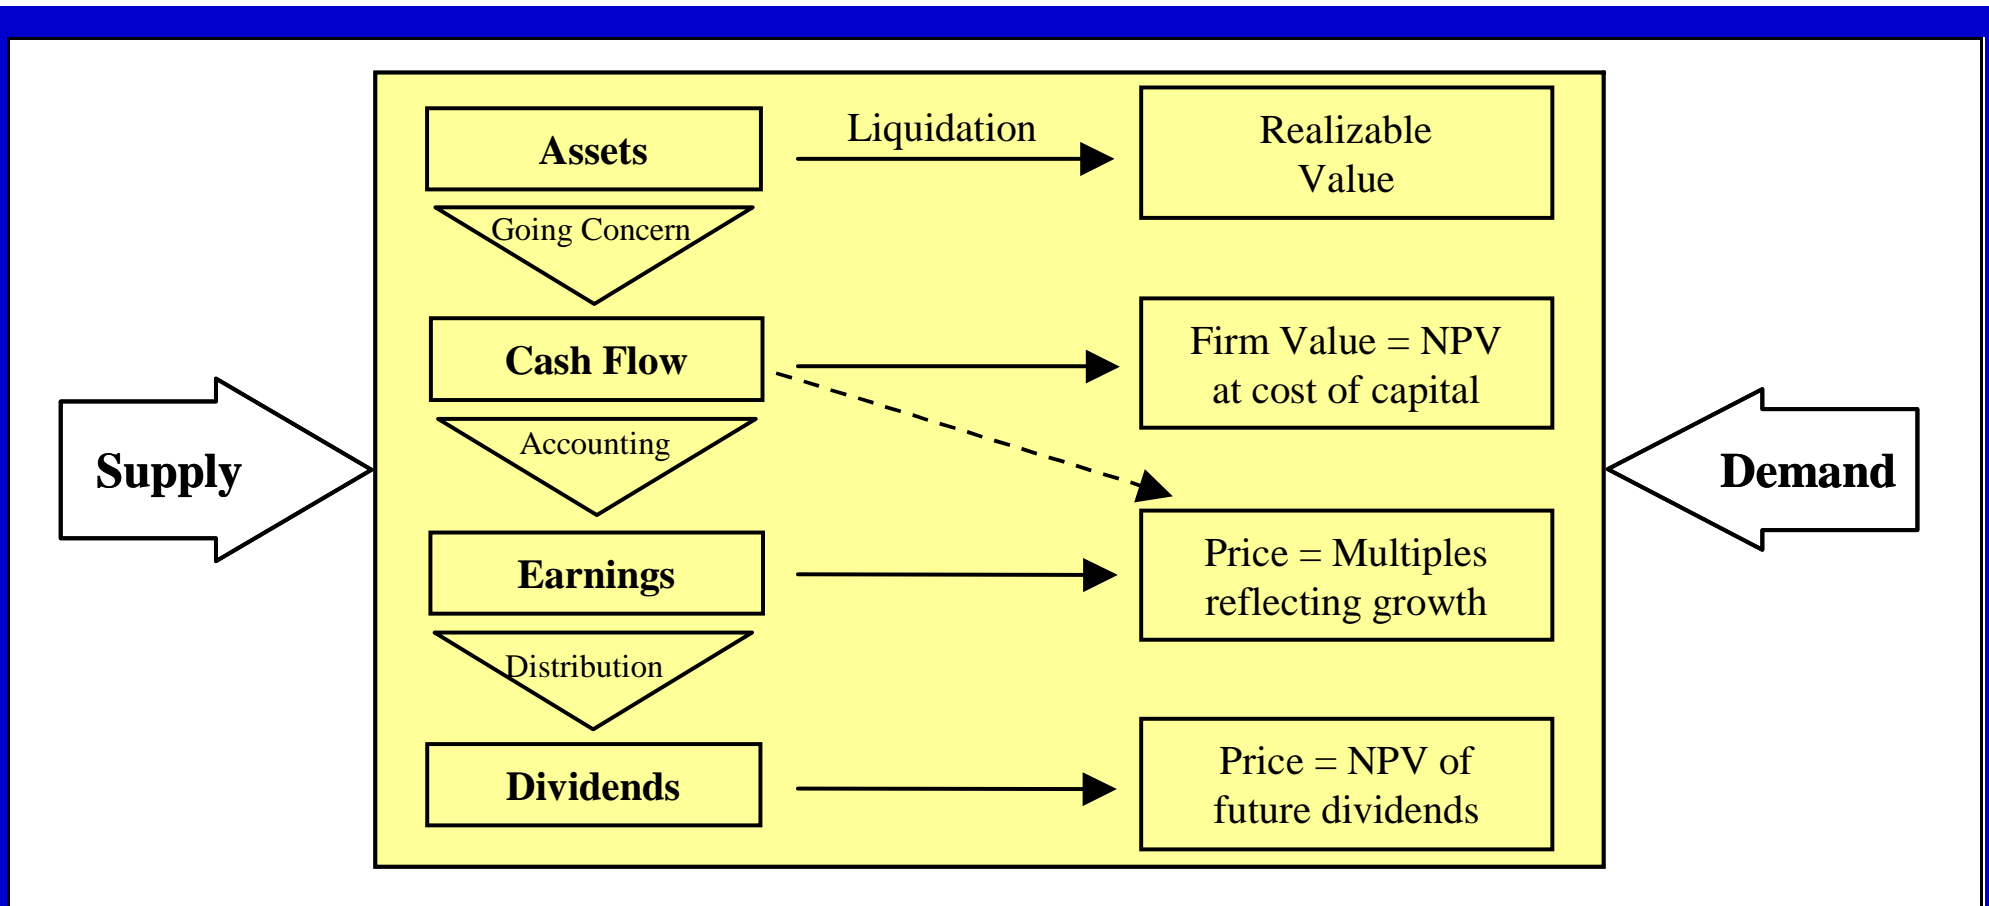 Assets
Liquidation
Realizable
Value
Going Concern
Cash Flow
Firm Value = NPV
at cost of capital
Accounting
Supply
Demand
Earnings
Price = Multiples
reflecting growth
Distribution
Dividends
Price = NPV of
future dividends